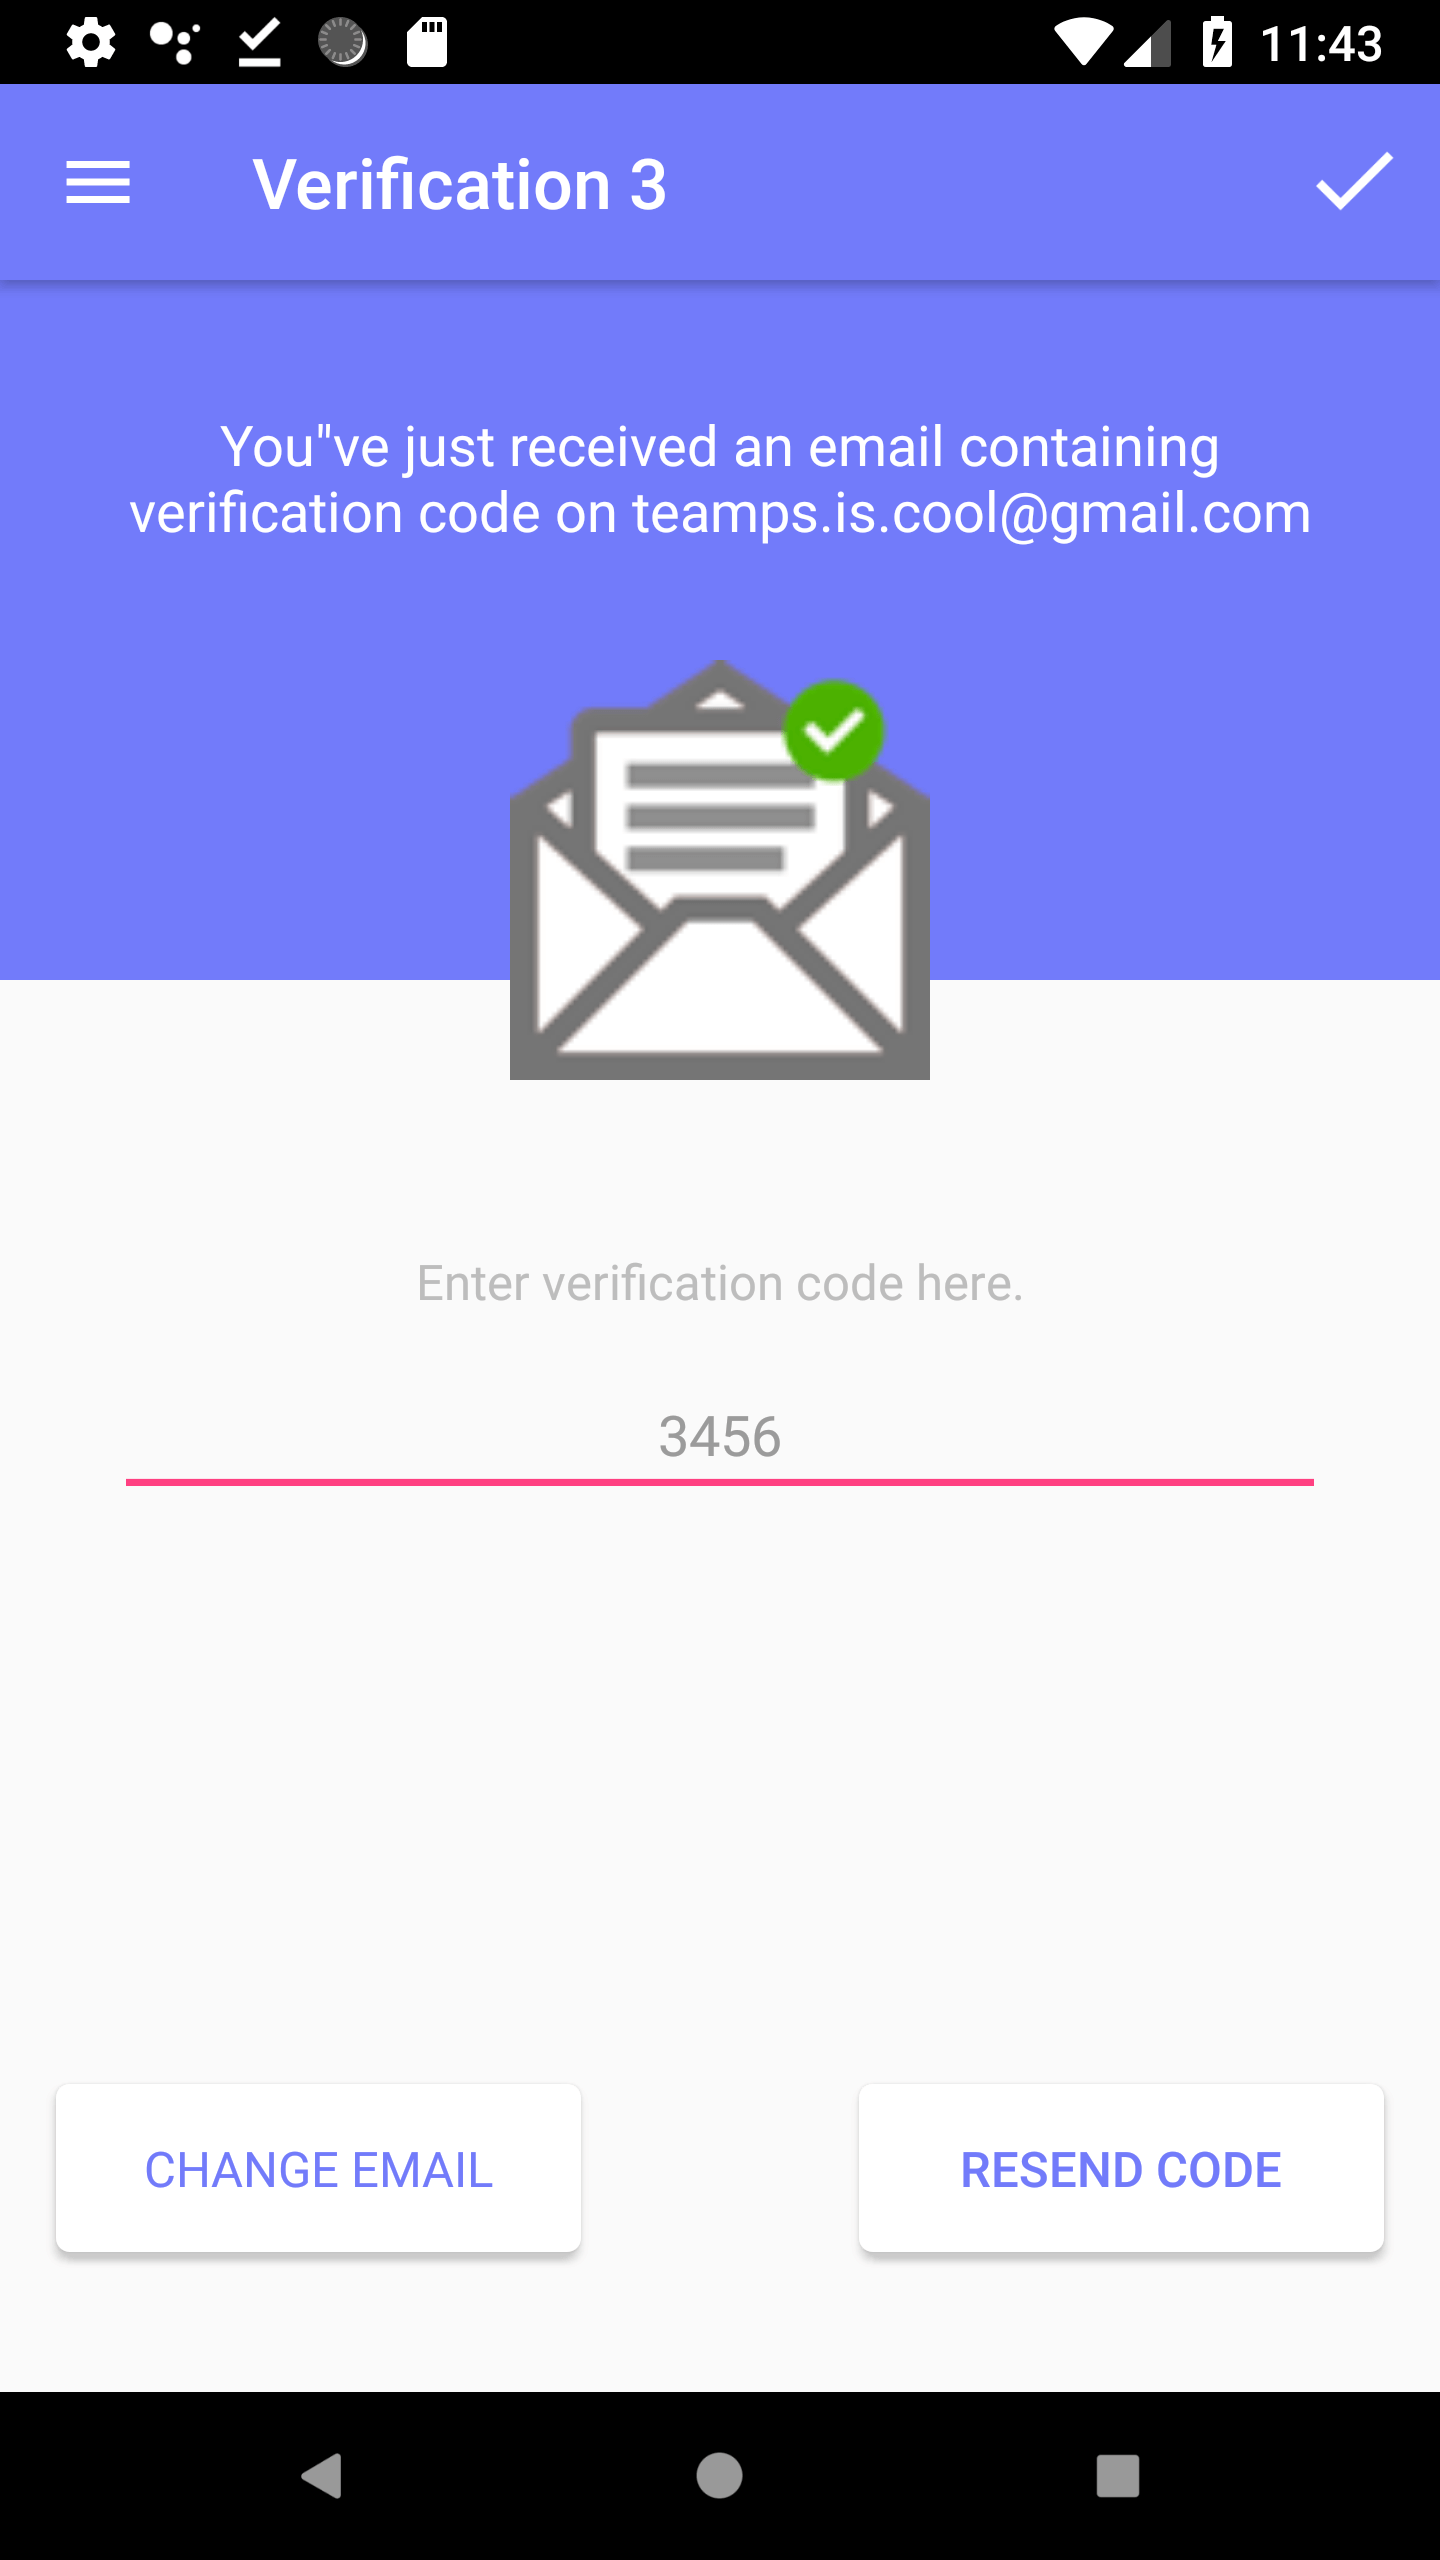 11:43
Verification 3
You"ve just received an email containing
verification code on teamps.is.cool@gmail.com
Enter verification code here.
3456
CHANGE EMAIL
RESEND CODE